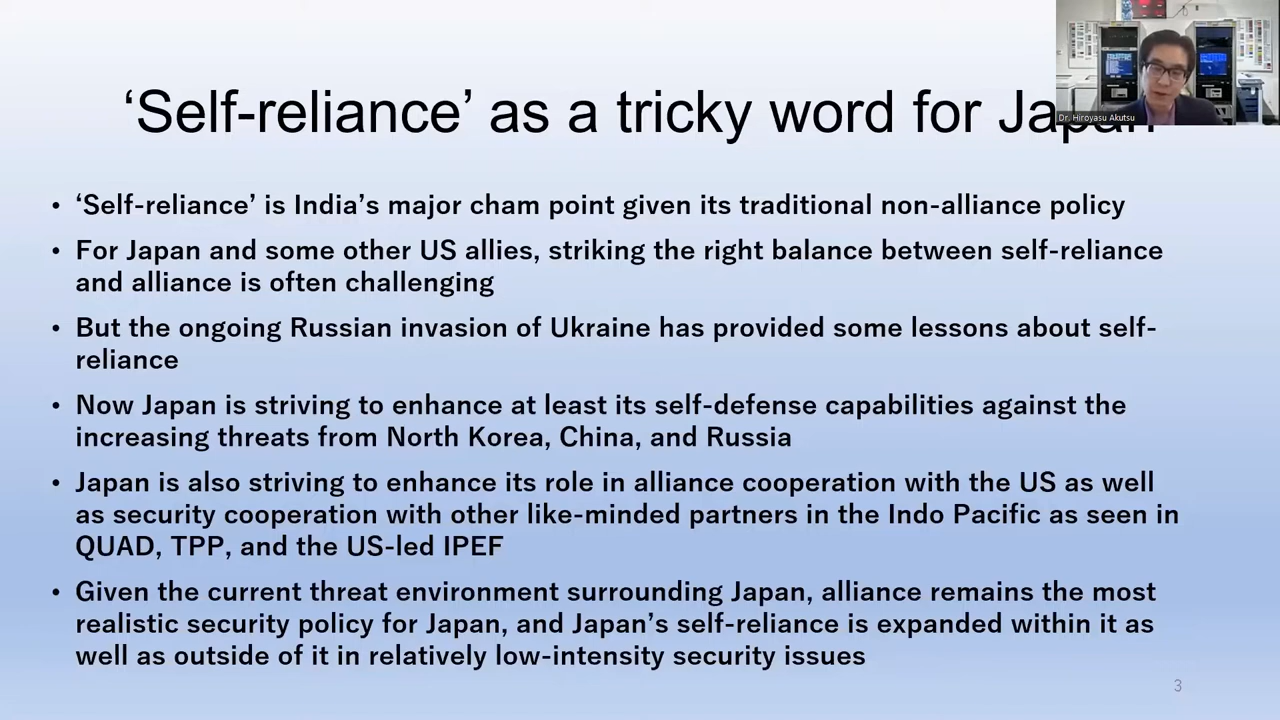 ‘Self-reliance’ as a tricky word for Japan
Dr. Hiroyasu Akutsu
• ‘Self-reliance’ is India’s major cham point given its traditional non-alliance policy
• For Japan and some other US allies, striking the right balance between self-reliance
and alliance is often challenging
• But the ongoing Russian invasion of Ukraine has provided some lessons about self-
reliance
• Now Japan is striving to enhance at least its self-defense capabilities against the
increasing threats from North Korea, China, and Russia
• Japan is also striving to enhance its role in alliance cooperation with the US as well
as security cooperation with other like-minded partners in the Indo Pacific as seen in
QUAD, TPP, and the US-led IPEF
• Given the current threat environment surrounding Japan, alliance remains the most
realistic security policy for Japan, and Japan’s self-reliance is expanded within it as
well as outside of it in relatively low-intensity security issues
3